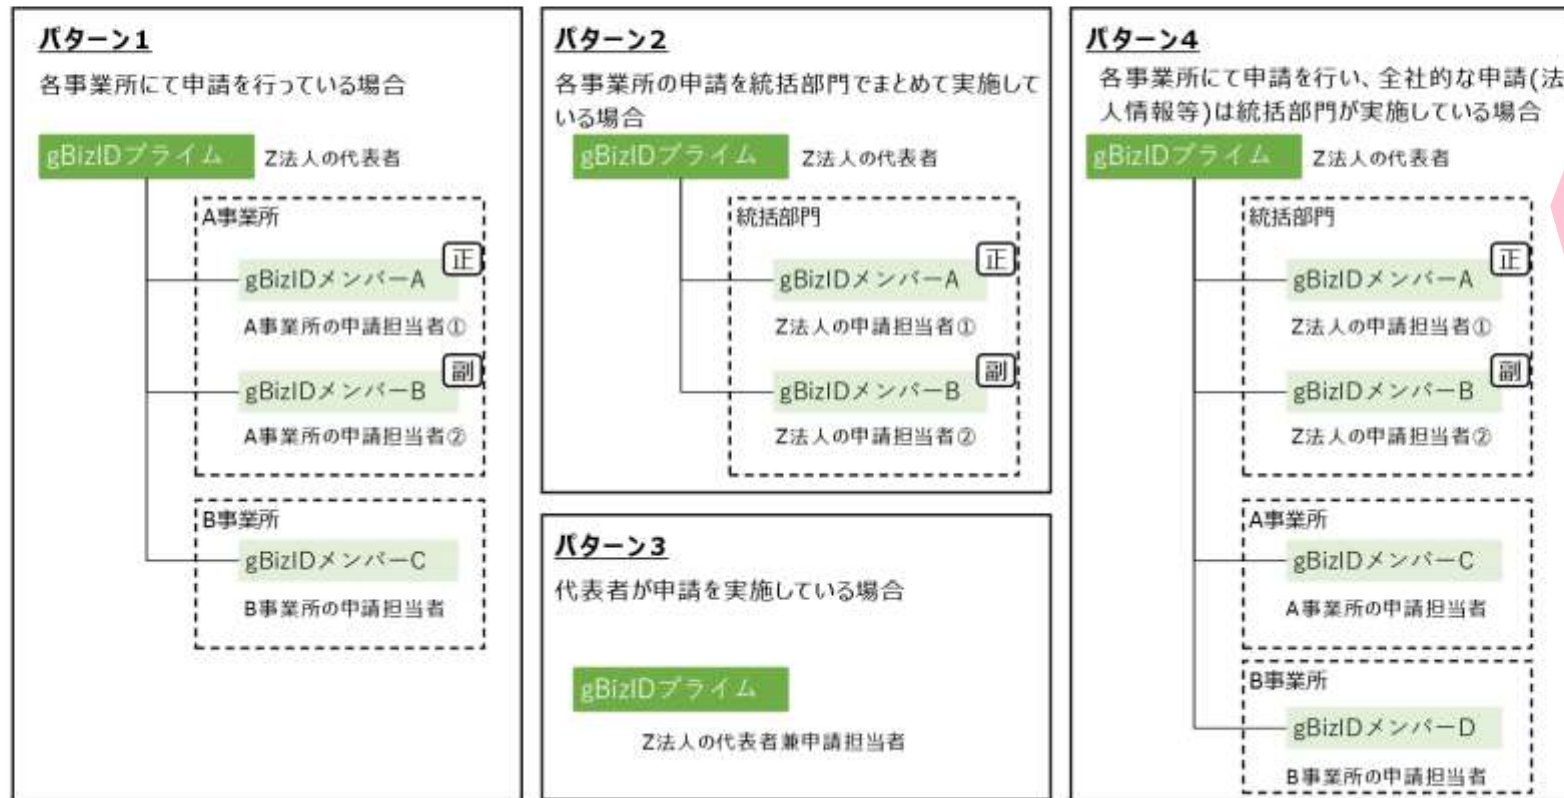 パターン1
各事業所にて申請を行っている場合
gBizIDプライム
Z法人の代表者
A事業所
正
gBizIDメンバーA
A事業所の申請担当者①
副
gBizIDメンバーB
A事業所の申請担当者②
B事業所
gBizIDメンバーC
B事業所の申請担当者
パターン2
各事業所の申請を統括部門でまとめて実施して
いる場合
gBizIDプライム
Z法人の代表者
統括部門
正
gBizIDメンバーA
Z法人の申請担当者①
副
gBizIDメンバーB
Z法人の申請担当者②
パターン3
代表者が申請を実施している場合
gBizIDプライム
Z法人の代表者兼申請担当者
パターン4
各事業所にて申請を行い、全社的な申請(法
人情報等)は統括部門が実施している場合
gBizIDプライム
Z法人の代表者
統括部門
正
gBizIDメンバーA
Z法人の申請担当者①
副
gBizIDメンバーB
Z法人の申請担当者②
A事業所
gBizIDメンバーC
A事業所の申請担当者
B事業所
gBizIDメンバーD
B事業所の申請担当者